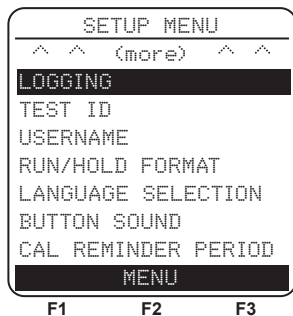 SETUP MENU
^ ^ (more) ^ ^
LOGGING
TEST ID
USERNAME
RUN/HOLD FORMAT
LANGUAGE SELECTION
BUTTON SOUND
CAL REMINDER PERIOD
MENU
F1 F2 F3